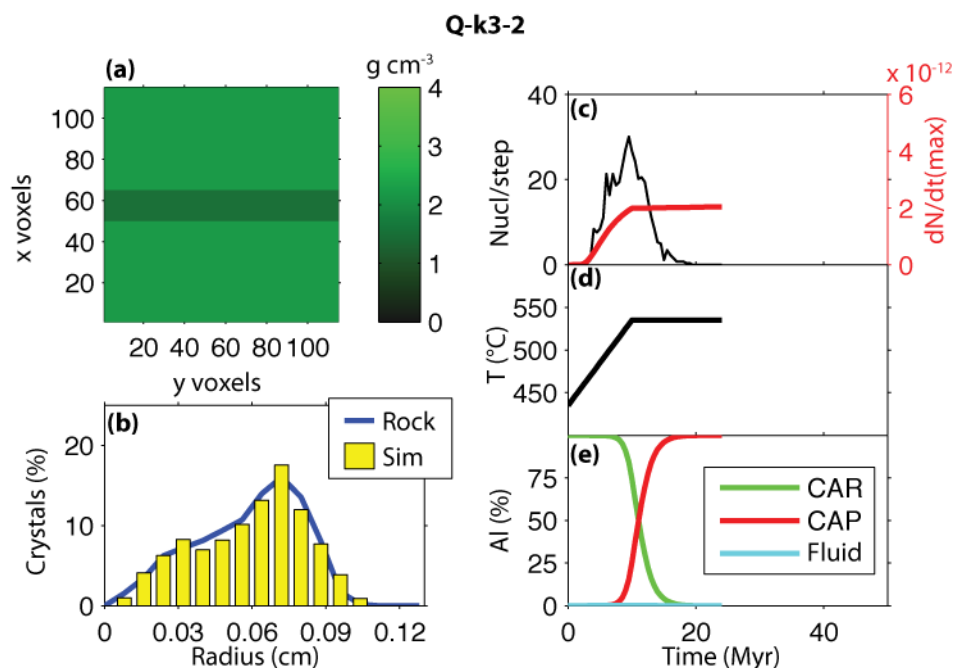 Q-k3-2
(a)
g cm-3
x voxels
100
80
60
40
20
20 40 60 80 100
y voxels
4
3
2
1
0
(b)
Crystals (%)
20
10
0
0 0.03 0.06 0.09 0.12
Radius (cm)
Rock
Sim
(c)
Nucl/step
40
20
0
x 10-12
6
4
2
0
dN/dt(max)
(d)
T (°C)
550
500
450
(e)
Al (%)
75
50
25
0
CAR
CAP
Fluid
0 20 40
Time (Myr)